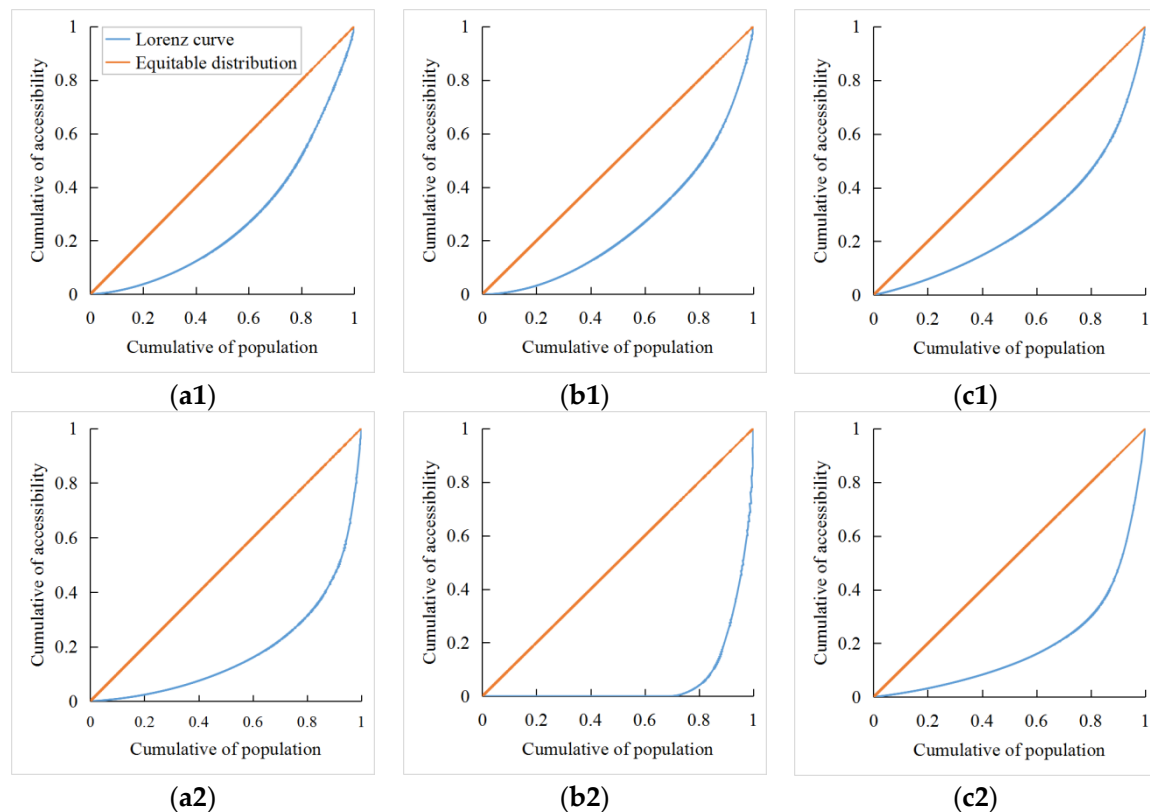 1
Lorenz curve
Equitable distribution
0.8
0.6
0.4
0.2
0
0 0.2 0.4 0.6 0.8 1
Cumulative of accessibility
Cumulative of population
(a1)
1
0.8
0.6
0.4
0.2
0
0 0.2 0.4 0.6 0.8 1
Cumulative of accessibility
Cumulative of population
(b1)
1
0.8
0.6
0.4
0.2
0
0 0.2 0.4 0.6 0.8 1
Cumulative of accessibility
Cumulative of population
(c1)
1
0.8
0.6
0.4
0.2
0
0 0.2 0.4 0.6 0.8 1
Cumulative of accessibility
Cumulative of population
(a2)
1
0.8
0.6
0.4
0.2
0
0 0.2 0.4 0.6 0.8 1
Cumulative of accessibility
Cumulative of population
(b2)
1
0.8
0.6
0.4
0.2
0
0 0.2 0.4 0.6 0.8 1
Cumulative of accessibility
Cumulative of population
(c2)